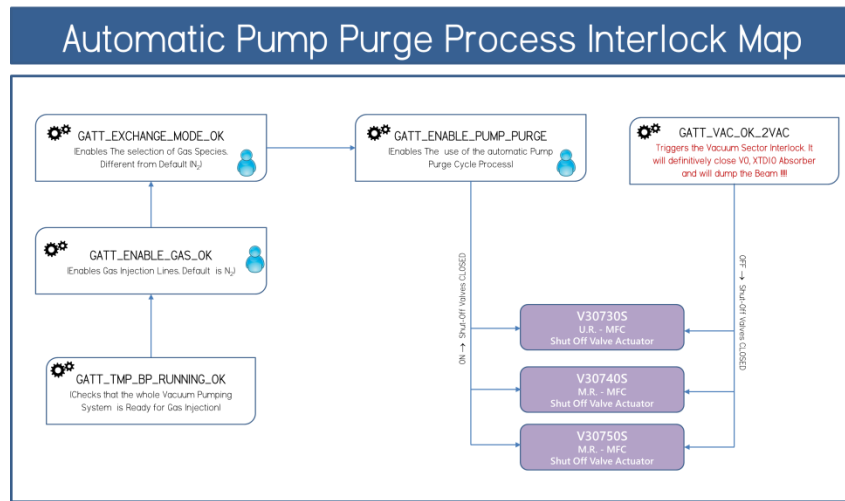 Automatic Pump Purge Process Interlock Map
GATT_EXCHANGE_MODE_OK
(Enables The selection of Gas Species,
Different from Default (N₂)
GATT_ENABLE_PUMP_PURGE
(Enables The use of the automatic Pump
Purge Cycle Process)
GATT_VAC_OK_2VAC
Triggers the Vacuum Sector Interlock. It
will definitively close V0, XTD10 Absorber
and will dump the Beam !!!!
GATT_ENABLE_GAS_OK
(Enables Gas Injection Lines. Default is N₂)
GATT_TMP_BP_RUNNING_OK
(Checks that the whole Vacuum Pumping
System is Ready for Gas Injection)
ON → Shut-Off Valves CLOSED
OFF → Shut-Off Valves CLOSED
V30730S
U.R. - MFC
Shut Off Valve Actuator
V30740S
M.R. - MFC
Shut Off Valve Actuator
V30750S
M.R. - MFC
Shut Off Valve Actuator